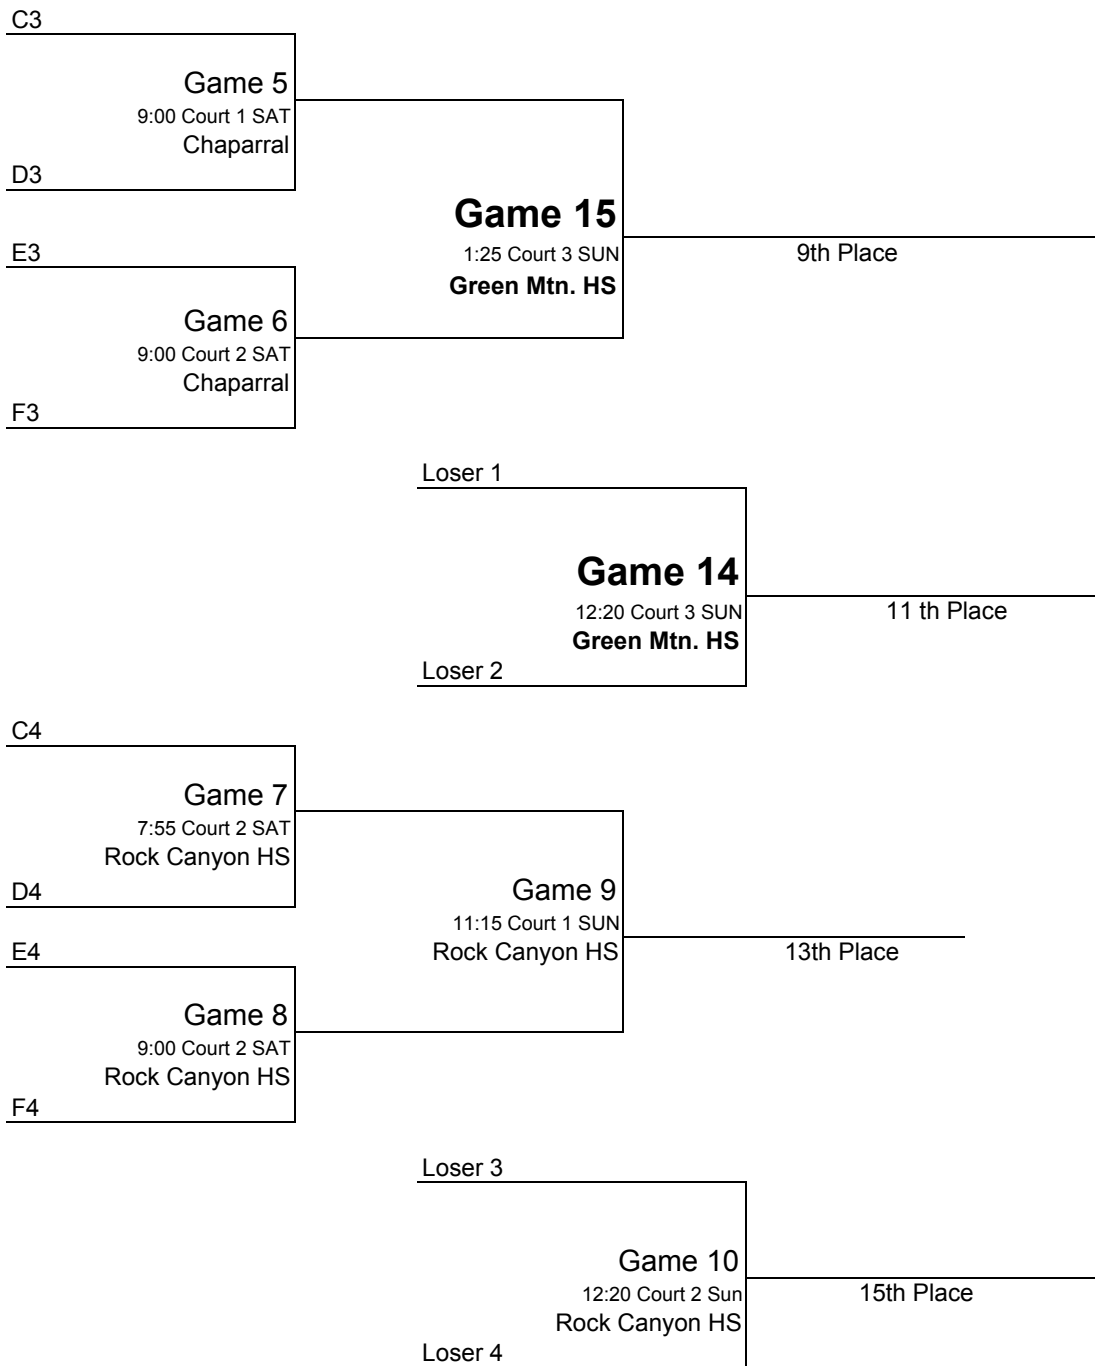 C3
Game 5
9:00 Court 1 SAT
Chaparral
D3
Game 15
1:25 Court 3 SUN
Green Mtn. HS
9th Place
E3
Game 6
9:00 Court 2 SAT
Chaparral
F3
Loser 1
Game 14
12:20 Court 3 SUN
Green Mtn. HS
11 th Place
Loser 2
C4
Game 7
7:55 Court 2 SAT
Rock Canyon HS
D4
Game 9
11:15 Court 1 SUN
Rock Canyon HS
13th Place
E4
Game 8
9:00 Court 2 SAT
Rock Canyon HS
F4
Loser 3
Game 10
12:20 Court 2 Sun
Rock Canyon HS
15th Place
Loser 4